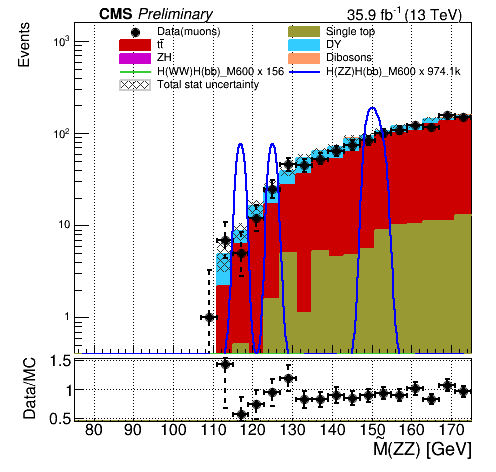 CMS Preliminary 35.9 fb⁻¹ (13 TeV)
Events
Data(muons) Single top
tt̄ DY
ZH Dibosons
H(WW)H(bb)_M600 x 156 H(ZZ)H(bb)_M600 x 974.1k
Total stat uncertainty
10³
10²
10
1
Data/MC
1.5
1
0.5
80 90 100 110 120 130 140 150 160 170
M̃(ZZ) [GeV]